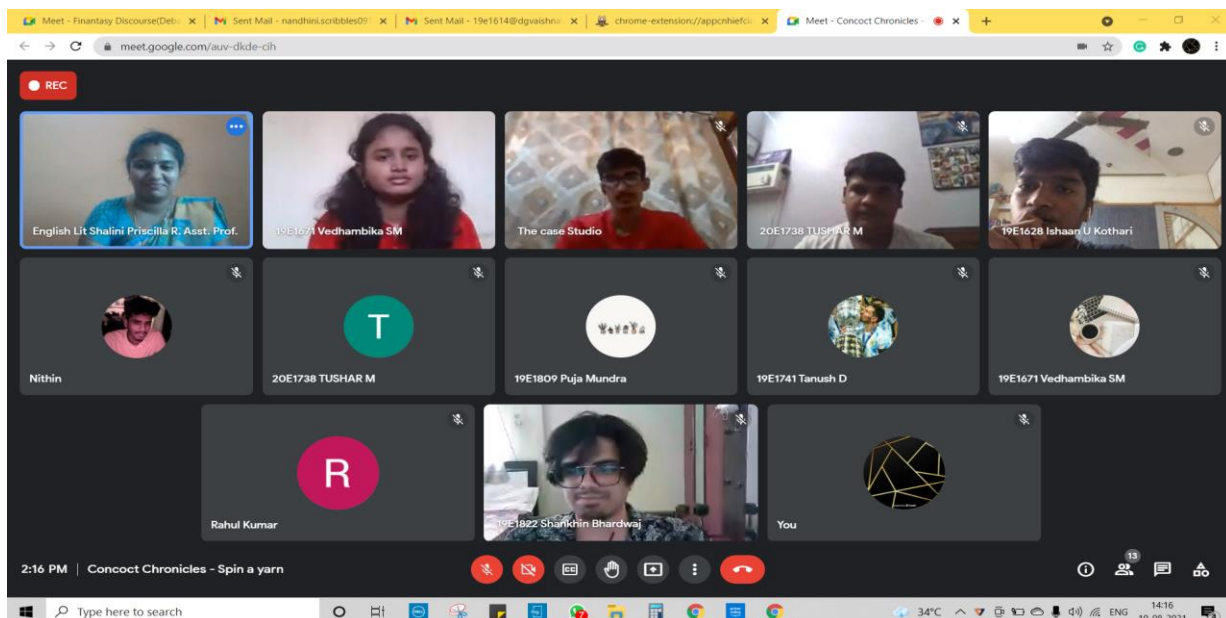 Meet - Finantasy Discourse(Deb
Sent Mail - nandhini.scribbles09
Sent Mail - 19e1614@dgvaishna
chrome-extension://appcnhiefci
Meet - Concoct Chronicles -
meet.google.com/auv-dkde-cih
REC
English Lit Shalini Priscilla R. Asst. Prof.
19E1671 Vedhambika SM
The case Studio
20E1738 TUSHAR M
19E1628 Ishaan U Kothari
T
Nithin
20E1738 TUSHAR M
19E1809 Puja Mundra
19E1741 Tanush D
19E1671 Vedhambika SM
R
Rahul Kumar
19E1822 Shankhin Bhardwaj
You
2:16 PM | Concoct Chronicles - Spin a yarn
13
Type here to search
34°C
ENG
14:16
10-08-2021